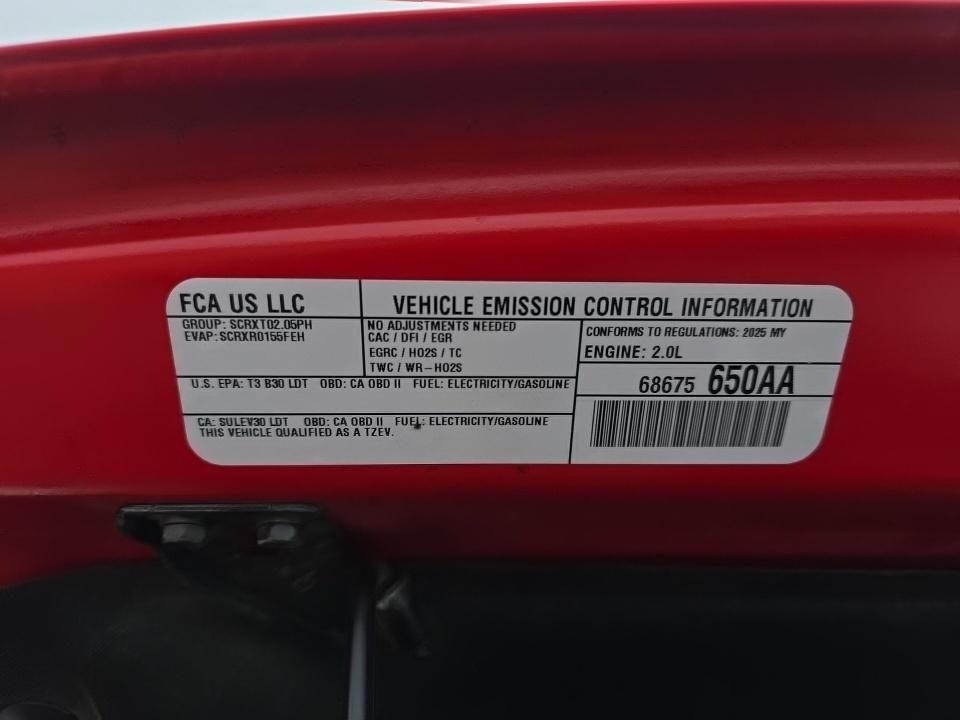 FCA US LLC
VEHICLE EMISSION CONTROL INFORMATION
GROUP: SCRXT02.05PH
EVAP: SCRXR0155FEH
NO ADJUSTMENTS NEEDED
CAC / DFI / EGR
EGRC / HO2S / TC
TWC / WR-HO2S
CONFORMS TO REGULATIONS: 2025 MY
ENGINE: 2.0L
U.S. EPA: T3 B30 LDT OBD: CA OBD II FUEL: ELECTRICITY/GASOLINE
68675 650AA
CA: SULEV30 LDT OBD: CA OBD II FUEL: ELECTRICITY/GASOLINE
THIS VEHICLE QUALIFIED AS A TZEV.